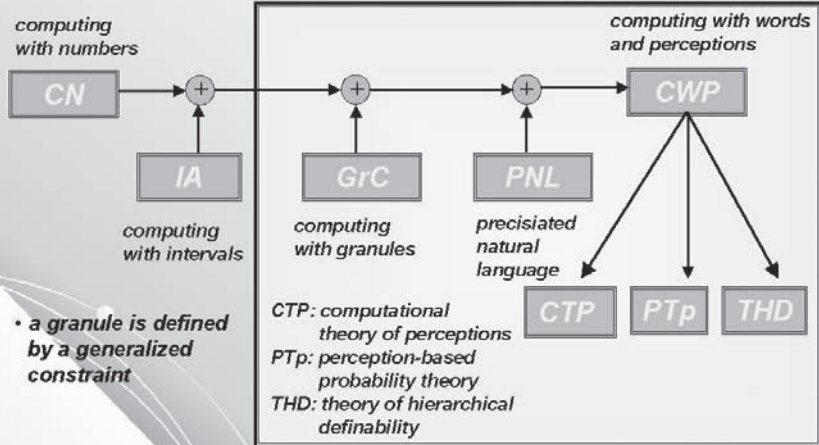 computing
with numbers
computing with words
and perceptions
CN
+
+
+
CWP
IA
GrC
PNL
computing
with intervals
computing
with granules
precisiated
natural
language
CTP
PTp
THD
• a granule is defined
by a generalized
constraint
CTP: computational
theory of perceptions
PTp: perception-based
probability theory
THD: theory of hierarchical
definability